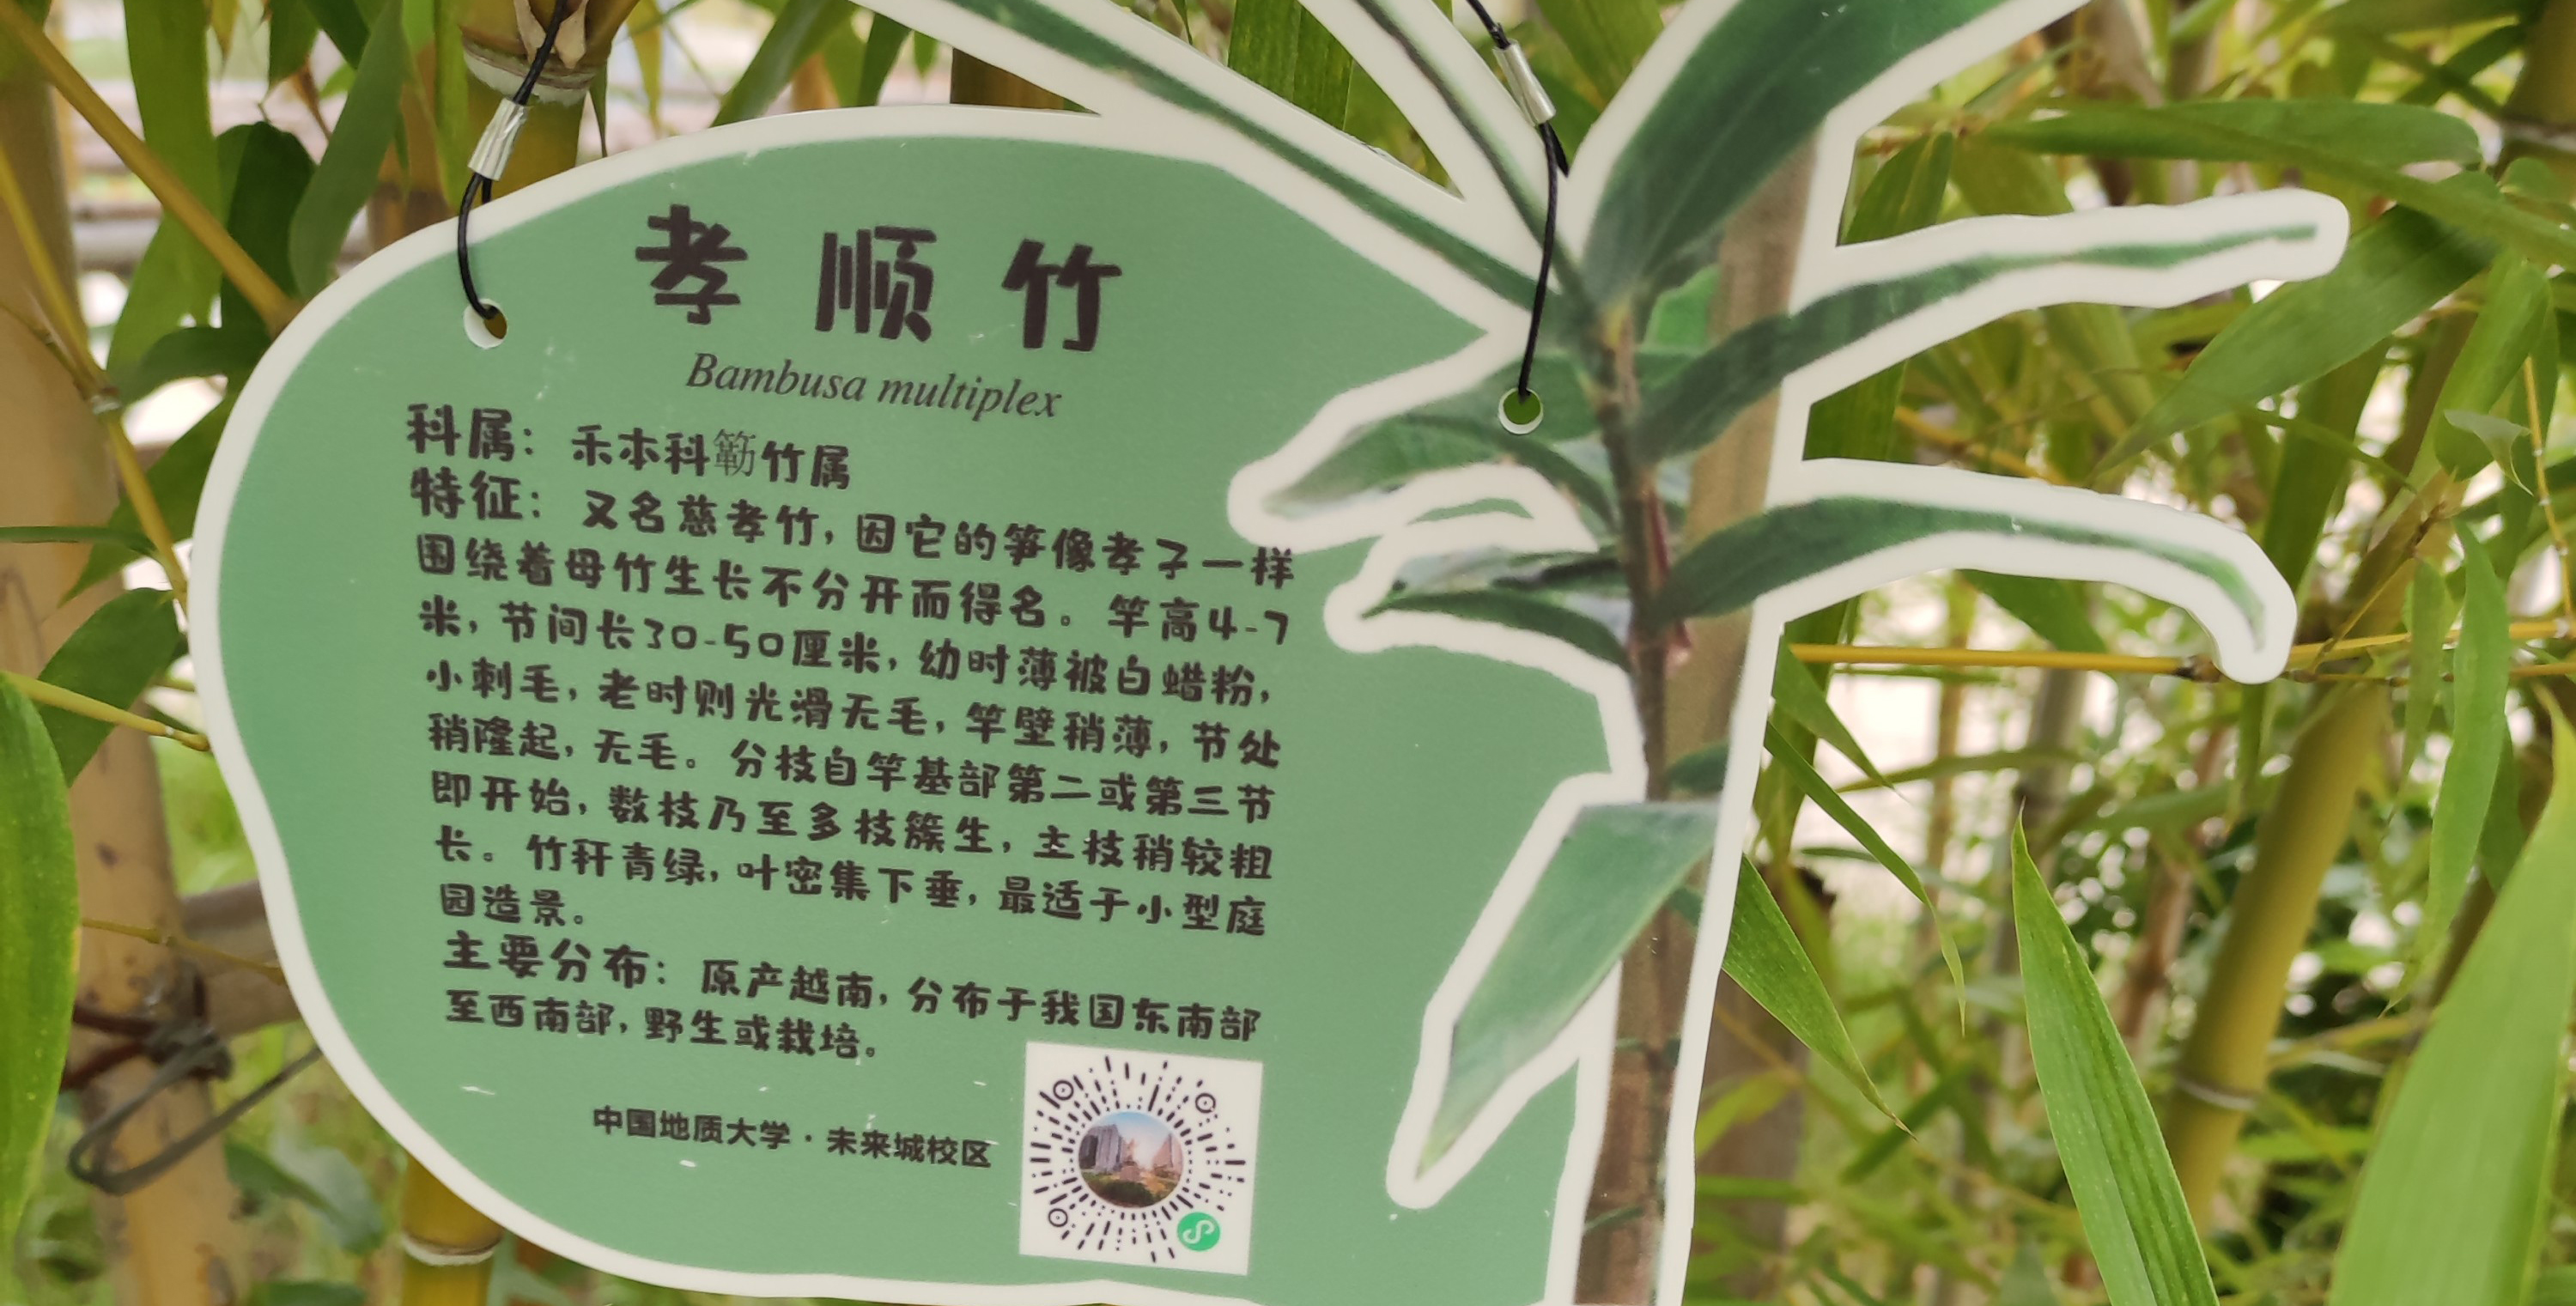 孝顺竹
Bambusa multiplex
科属：禾本科簕竹属
特征：又名慈孝竹，因它的笋像孝子一样
围绕着母竹生长不分开而得名。竿高4-7
米，节间长30-50厘米，幼时薄被白蜡粉，
小刺毛，老时则光滑无毛，竿壁稍薄，节处
稍隆起，无毛。分枝自竿基部第二或第三节
即开始，数枝乃至多枝簇生，主枝稍较粗
长。竹秆青绿，叶密集下垂，最适于小型庭
园造景。
主要分布：原产越南，分布于我国东南部
至西南部，野生或栽培。
中国地质大学·未来城校区